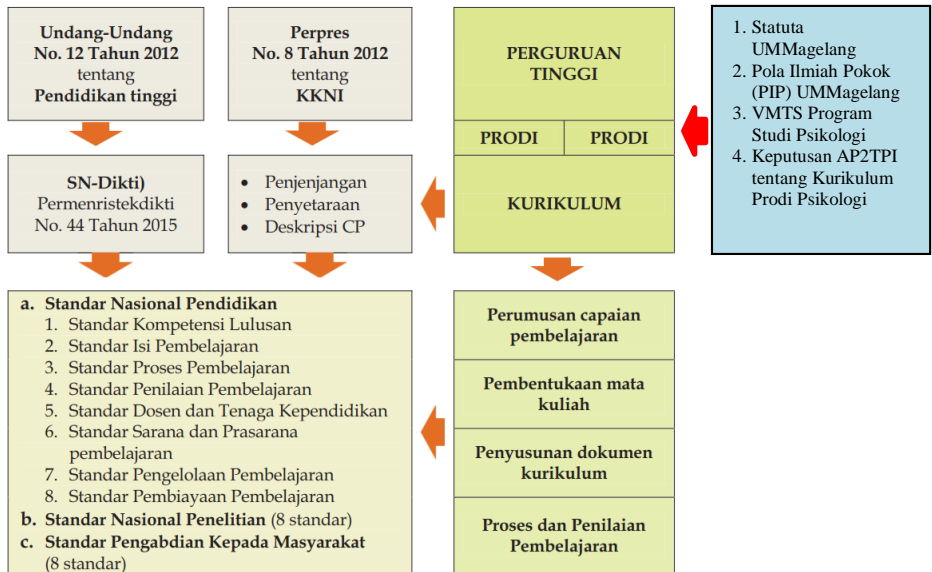 Undang-Undang
No. 12 Tahun 2012
tentang
Pendidikan tinggi
Perpres
No. 8 Tahun 2012
tentang
KKNI
PERGURUAN
TINGGI
PRODI
PRODI
KURIKULUM
1. Statuta
UMMagelang
2. Pola Ilmiah Pokok
(PIP) UMMagelang
3. VMTS Program
Studi Psikologi
4. Keputusan AP2TPI
tentang Kurikulum
Prodi Psikologi
SN-Dikti)
Permenristekdikti
No. 44 Tahun 2015
• Penjenjangan
• Penyetaraan
• Deskripsi CP
a. Standar Nasional Pendidikan
1. Standar Kompetensi Lulusan
2. Standar Isi Pembelajaran
3. Standar Proses Pembelajaran
4. Standar Penilaian Pembelajaran
5. Standar Dosen dan Tenaga Kependidikan
6. Standar Sarana dan Prasarana
pembelajaran
7. Standar Pengelolaan Pembelajaran
8. Standar Pembiayaan Pembelajaran
b. Standar Nasional Penelitian (8 standar)
c. Standar Pengabdian Kepada Masyarakat
(8 standar)
Perumusan capaian
pembelajaran
Pembentukaan mata
kuliah
Penyusunan dokumen
kurikulum
Proses dan Penilaian
Pembelajaran